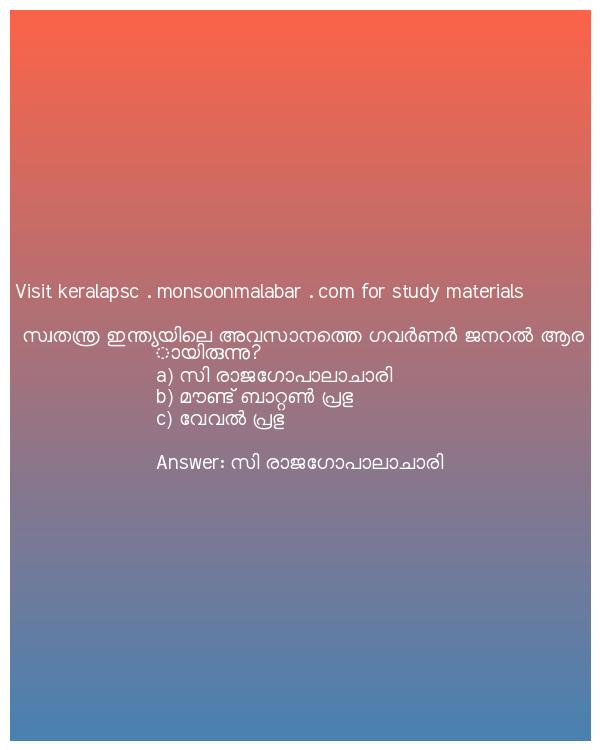 Visit keralapsc . monsoonmalabar . com for study materials
സ്വതന്ത്ര ഇന്ത്യയിലെ അവസാനത്തെ ഗവർണർ ജനറൽ ആര
ായിരുന്നു?
a) സി രാജഗോപാലാചാരി
b) മൗണ്ട് ബാറ്റൺ പ്രഭു
c) വേവൽ പ്രഭു
Answer: സി രാജഗോപാലാചാരി